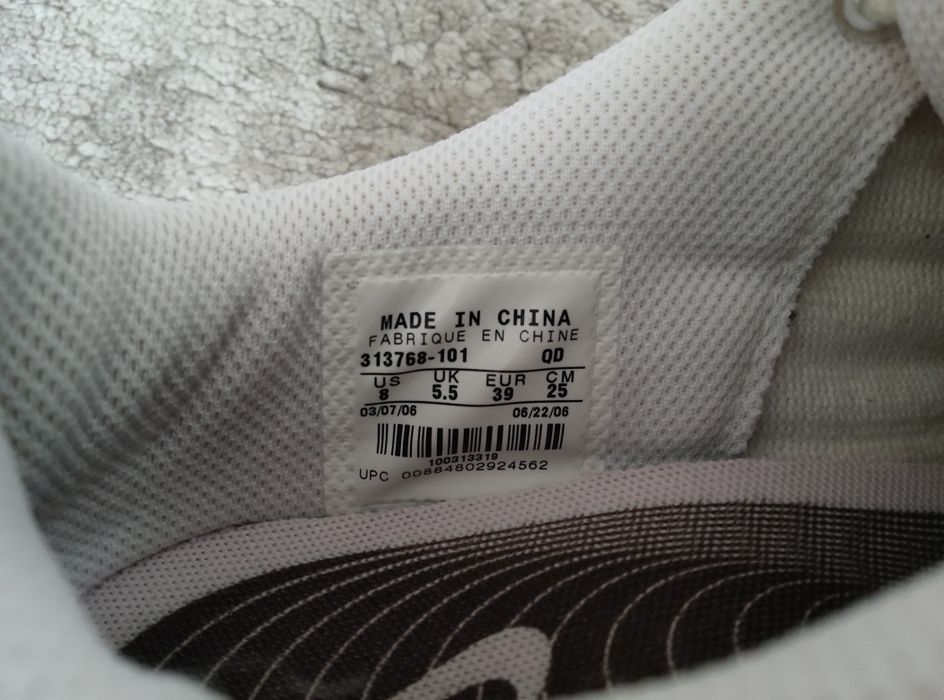 MADE IN CHINA
FABRIQUE EN CHINE
313768-101 QD
US UK EUR CM
8 5.5 39 25
03/07/06 06/22/06
100313319
UPC 00884802924562